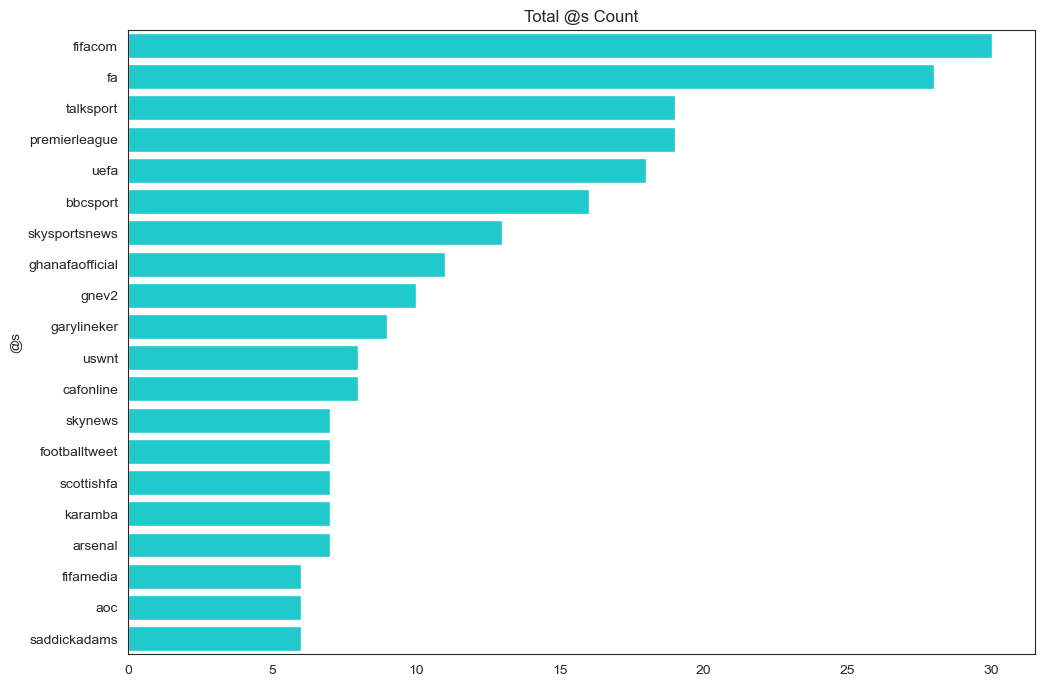 Total @s Count
fifacom
fa
talksport
premierleague
uefa
bbcsport
skysportsnews
ghanafaofficial
gnev2
garylineker
@s
uswnt
cafonline
skynews
footballtweet
scottishfa
karamba
arsenal
fifamedia
aoc
saddickadams
0 5 10 15 20 25 30